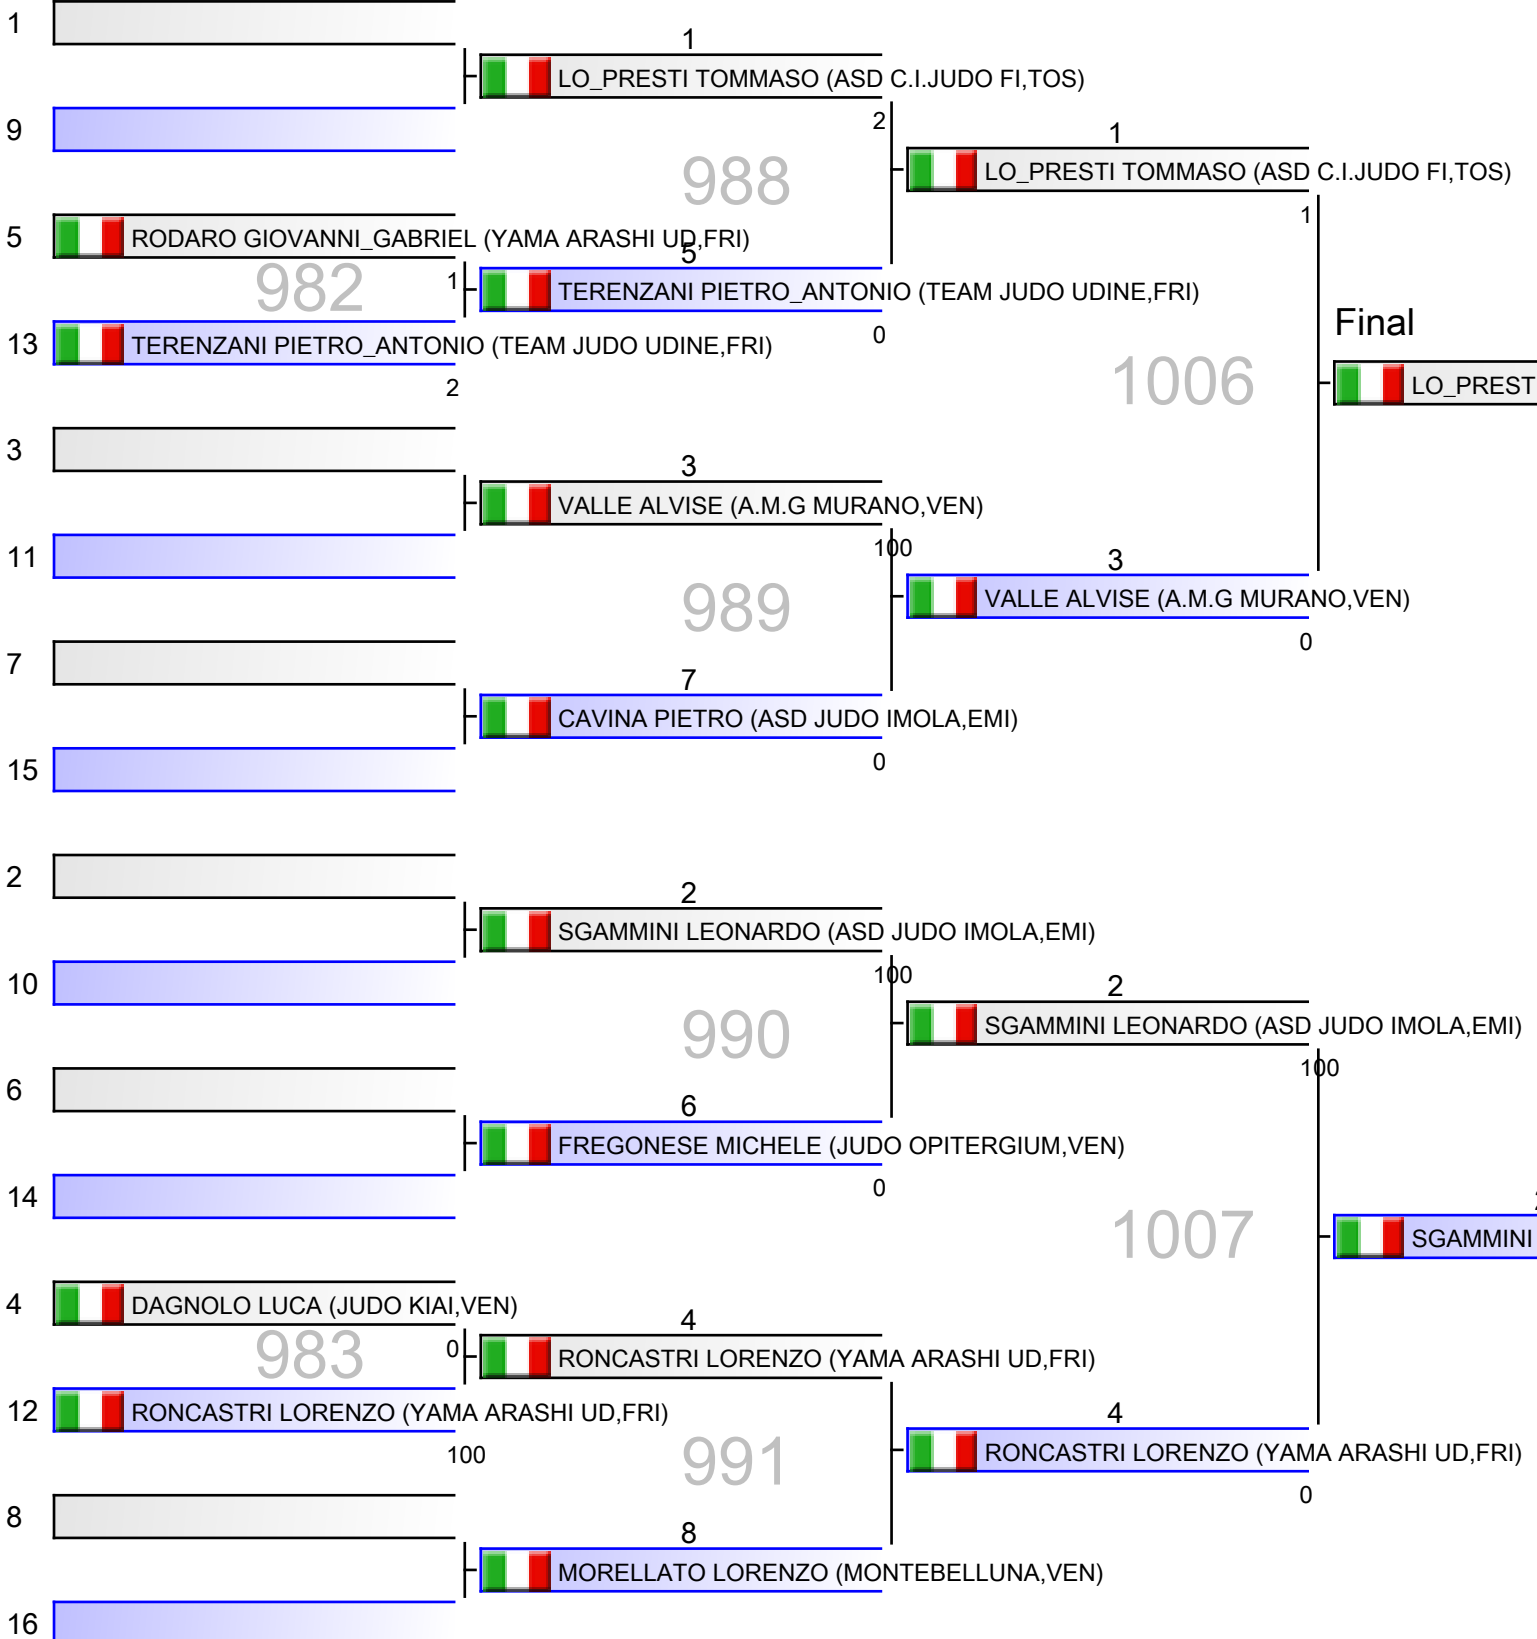 1
1
LO_PRESTI TOMMASO (ASD C.I.JUDO FI,TOS)
2
9
1
988
LO_PRESTI TOMMASO (ASD C.I.JUDO FI,TOS)
1
5
RODARO GIOVANNI_GABRIEL (YAMA ARASHI UD,FRI)
5
982
1
TERENZANI PIETRO_ANTONIO (TEAM JUDO UDINE,FRI)
Final
0
13
TERENZANI PIETRO_ANTONIO (TEAM JUDO UDINE,FRI)
2
1006
LO_PREST
3
3
VALLE ALVISE (A.M.G MURANO,VEN)
100
11
3
989
VALLE ALVISE (A.M.G MURANO,VEN)
0
7
7
CAVINA PIETRO (ASD JUDO IMOLA,EMI)
0
15
2
2
SGAMMINI LEONARDO (ASD JUDO IMOLA,EMI)
100
10
2
990
SGAMMINI LEONARDO (ASD JUDO IMOLA,EMI)
100
6
6
FREGONESE MICHELE (JUDO OPITERGIUM,VEN)
0
14
1007
SGAMMINI
4
DAGNOLO LUCA (JUDO KIAI,VEN)
4
983
0
RONCASTRI LORENZO (YAMA ARASHI UD,FRI)
12
RONCASTRI LORENZO (YAMA ARASHI UD,FRI)
4
100
991
RONCASTRI LORENZO (YAMA ARASHI UD,FRI)
0
8
8
MORELLATO LORENZO (MONTEBELLUNA,VEN)
16